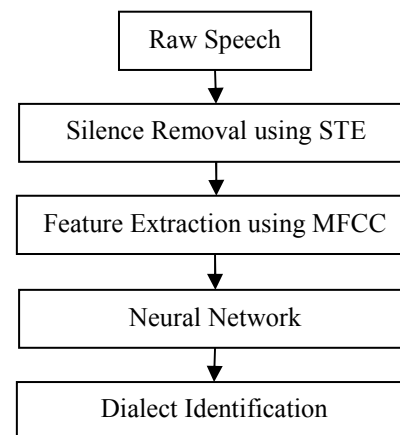 Raw Speech
Silence Removal using STE
Feature Extraction using MFCC
Neural Network
Dialect Identification